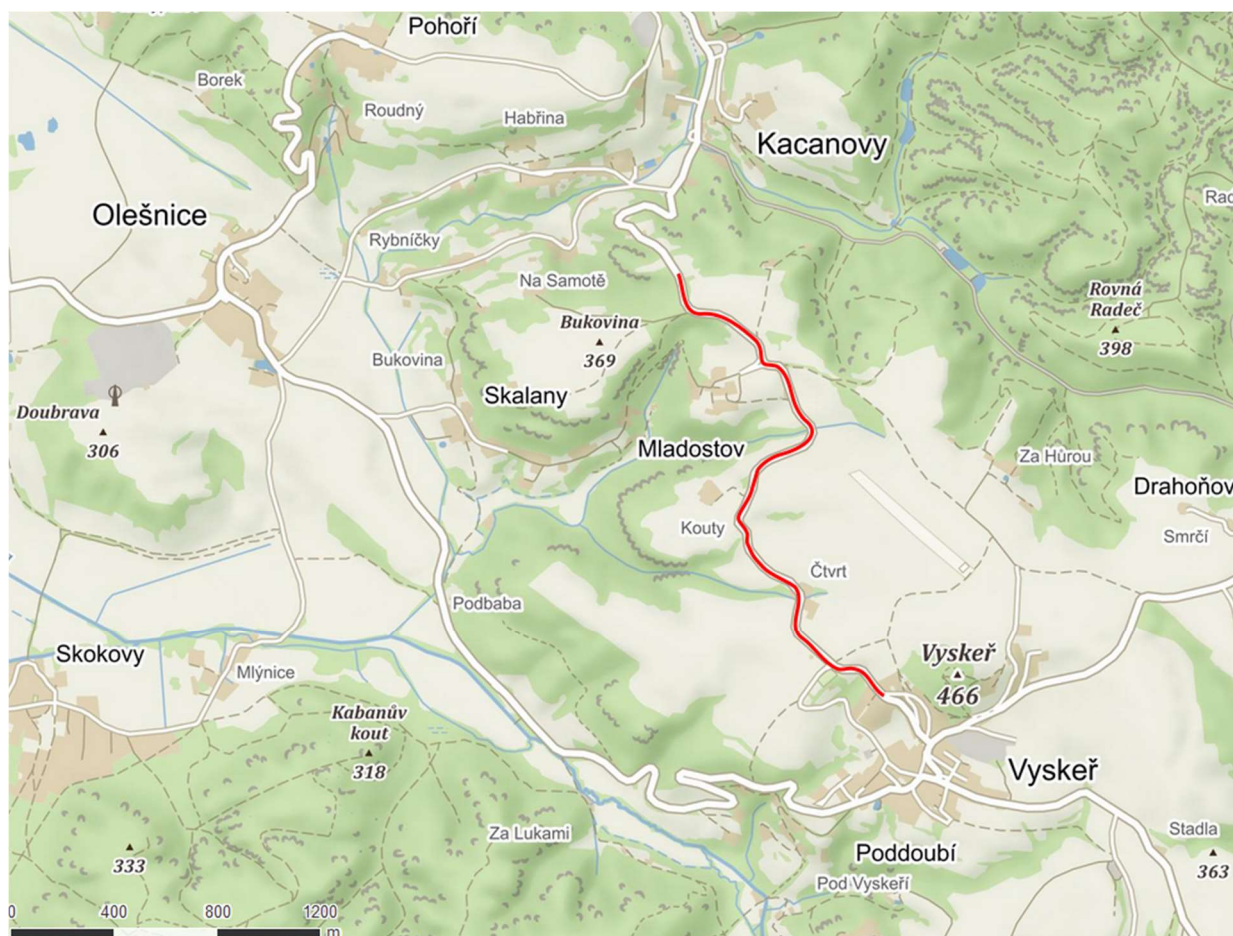 Pohoří
Borek
Roudný
Habřina
Kacanovy
Olešnice
Rybníčky
Na Samotě
Rovná
Radeč
398
Bukovina
369
Bukovina
Skalany
Doubrava
306
Mladostov
Za Hůrou
Drahoňov
Smrčí
Kouty
Čtvrt
Podbaba
Skokovy
Mlýnice
Vyskeř
466
Kabanův
kout
318
Vyskeř
Za Lukami
Stadla
363
333
Poddoubí
Pod Vyskeří
0 400 800 1200
m